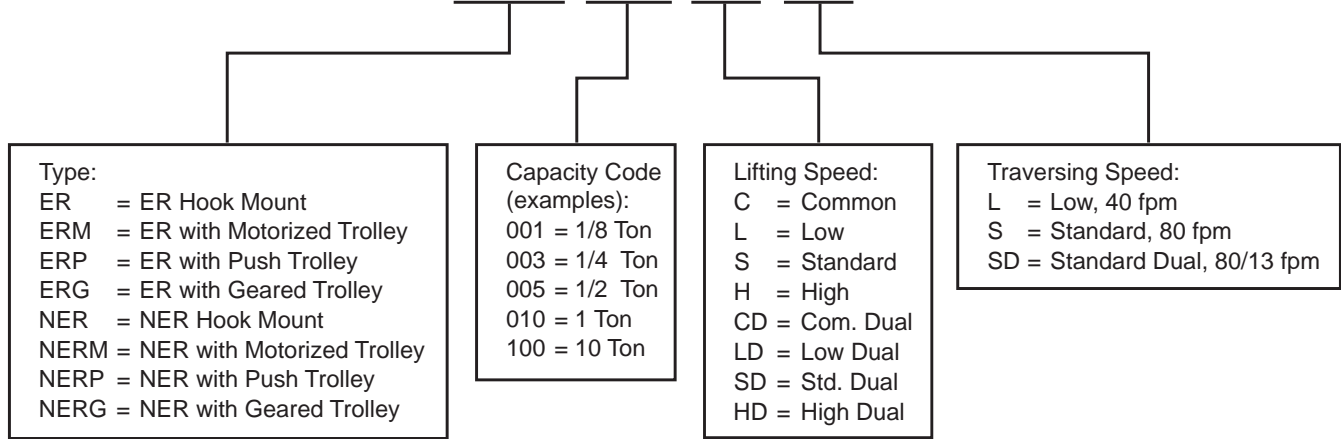 Type:
ER = ER Hook Mount
ERM = ER with Motorized Trolley
ERP = ER with Push Trolley
ERG = ER with Geared Trolley
NER = NER Hook Mount
NERM = NER with Motorized Trolley
NERP = NER with Push Trolley
NERG = NER with Geared Trolley
Capacity Code
(examples):
001 = 1/8 Ton
003 = 1/4 Ton
005 = 1/2 Ton
010 = 1 Ton
100 = 10 Ton
Lifting Speed:
C = Common
L = Low
S = Standard
H = High
CD = Com. Dual
LD = Low Dual
SD = Std. Dual
HD = High Dual
Traversing Speed:
L = Low, 40 fpm
S = Standard, 80 fpm
SD = Standard Dual, 80/13 fpm